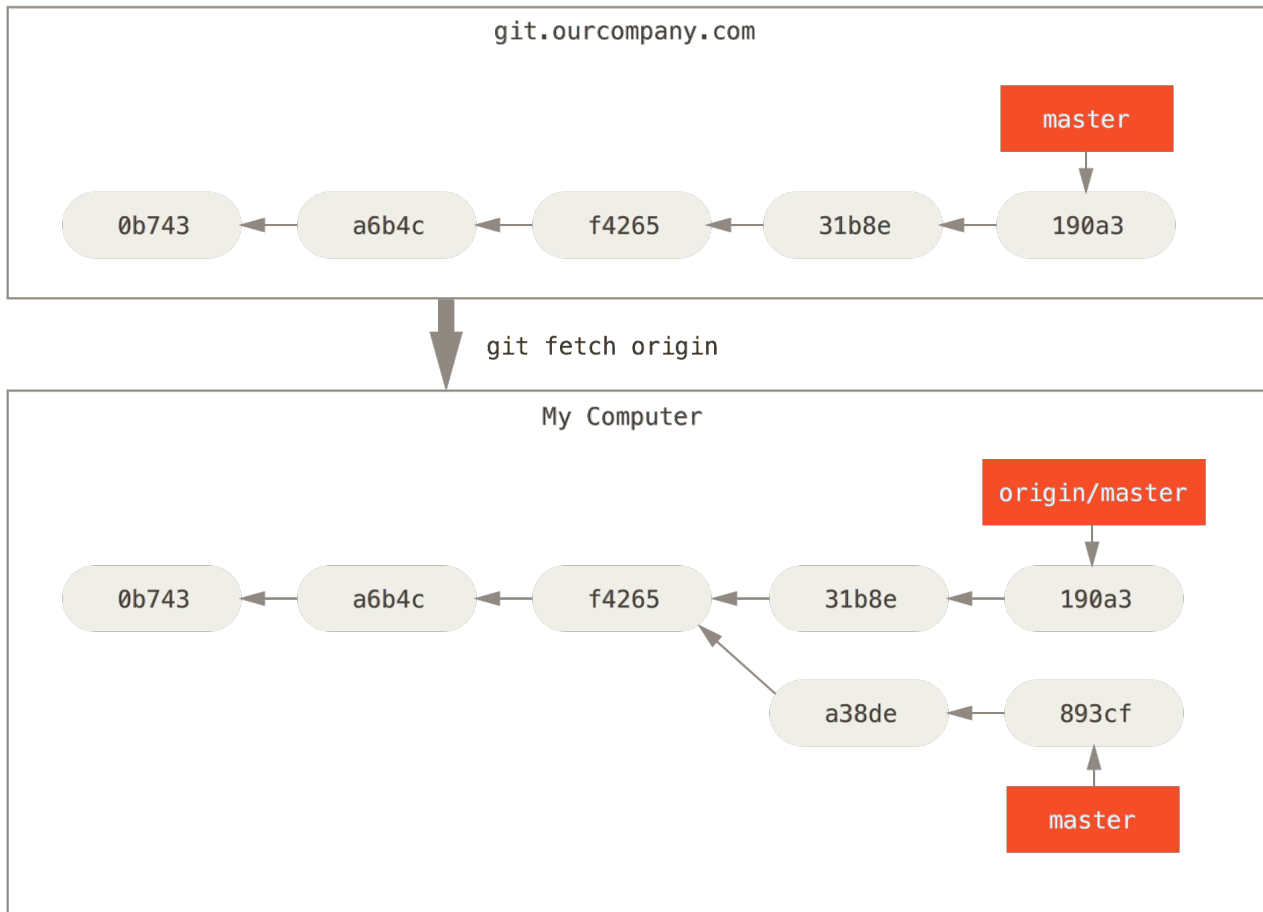 git.ourcompany.com
master
0b743 a6b4c f4265 31b8e 190a3
git fetch origin
My Computer
origin/master
0b743 a6b4c f4265 31b8e 190a3
a38de 893cf
master